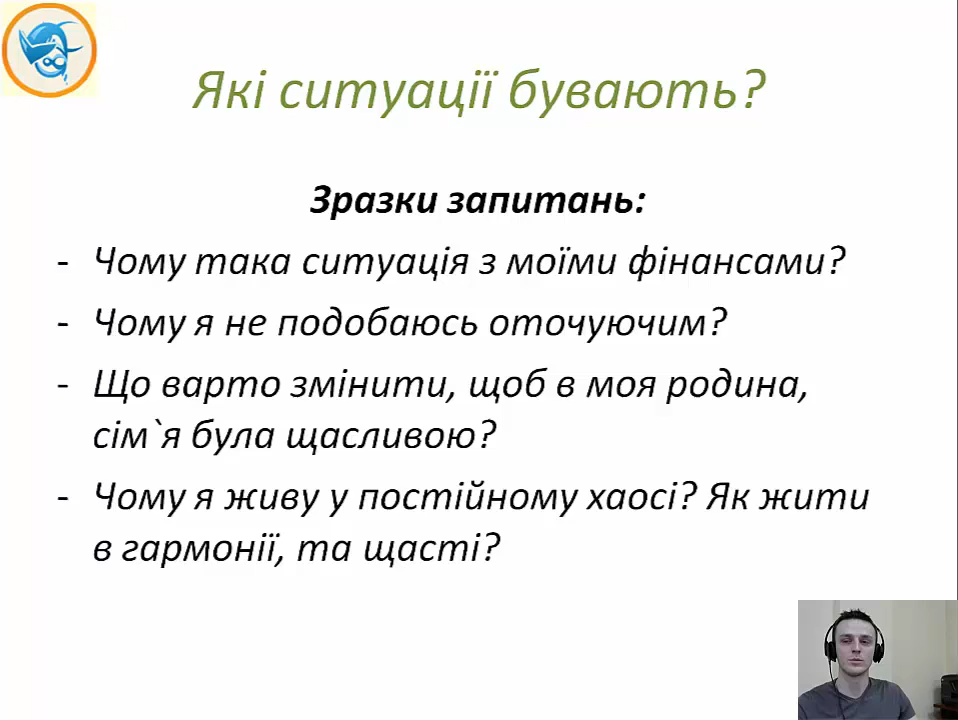 Які ситуації бувають?
Зразки запитань:
- Чому така ситуація з моїми фінансами?
- Чому я не подобаюсь оточуючим?
- Що варто змінити, щоб в моя родина,
сім`я була щасливою?
- Чому я живу у постійному хаосі? Як жити
в гармонії, та щасті?